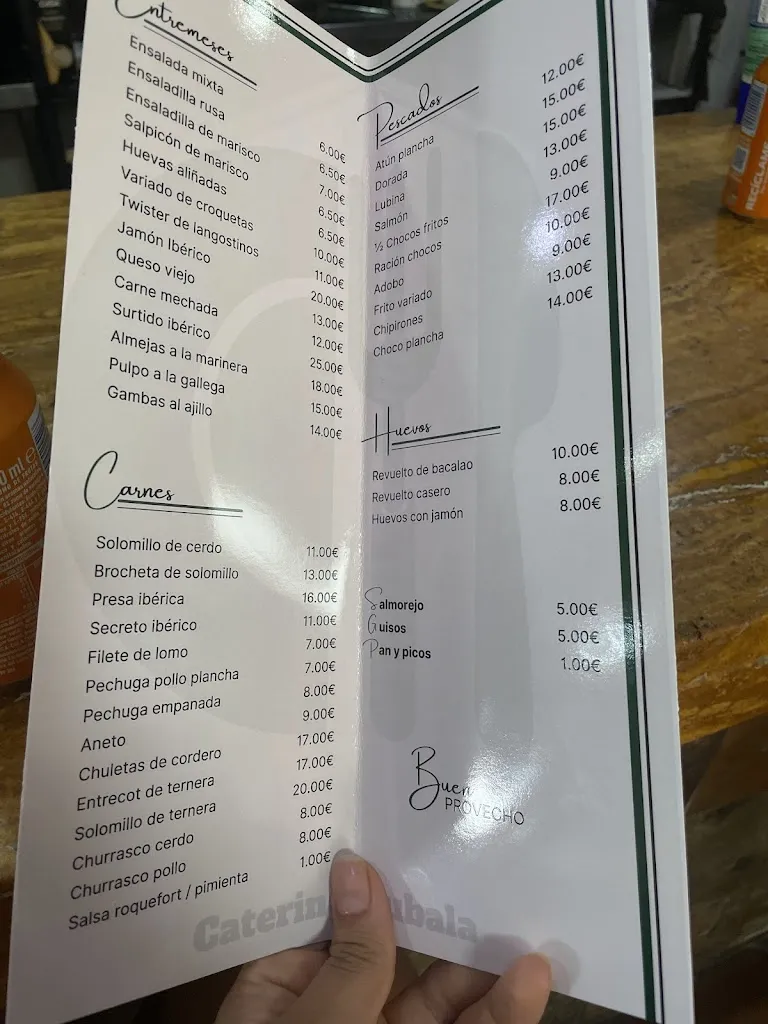 Entremeses
Ensalada mixta 6.00€
Ensaladilla rusa 6.50€
Ensaladilla de marisco 7.00€
Salpicón de marisco 6.50€
Huevas aliñadas 6.50€
Variado de croquetas 10.00€
Twister de langostinos 11.00€
Jamón Ibérico 20.00€
Queso viejo 13.00€
Carne mechada 12.00€
Surtido ibérico 25.00€
Almejas a la marinera 18.00€
Pulpo a la gallega 15.00€
Gambas al ajillo 14.00€
Carnes
Solomillo de cerdo 11.00€
Brocheta de solomillo 13.00€
Presa ibérica 16.00€
Secreto ibérico 11.00€
Filete de lomo 7.00€
Pechuga pollo plancha 7.00€
Pechuga empanada 8.00€
Aneto 9.00€
Chuletas de cordero 17.00€
Entrecot de ternera 17.00€
Solomillo de ternera 20.00€
Churrasco cerdo 8.00€
Churrasco pollo 8.00€
Salsa roquefort / pimienta 1.00€
Pescados
Atún plancha 12.00€
Dorada 15.00€
Lubina 15.00€
Salmón 13.00€
½ Chocos fritos 9.00€
Ración chocos 17.00€
Adobo 10.00€
Frito variado 9.00€
Chipirones 13.00€
Choco plancha 14.00€
Huevos
Revuelto de bacalao 10.00€
Revuelto casero 8.00€
Huevos con jamón 8.00€
Salmorejo 5.00€
Guisos 5.00€
Pan y picos 1.00€
Buen
PROVECHO
RECÍCLAME